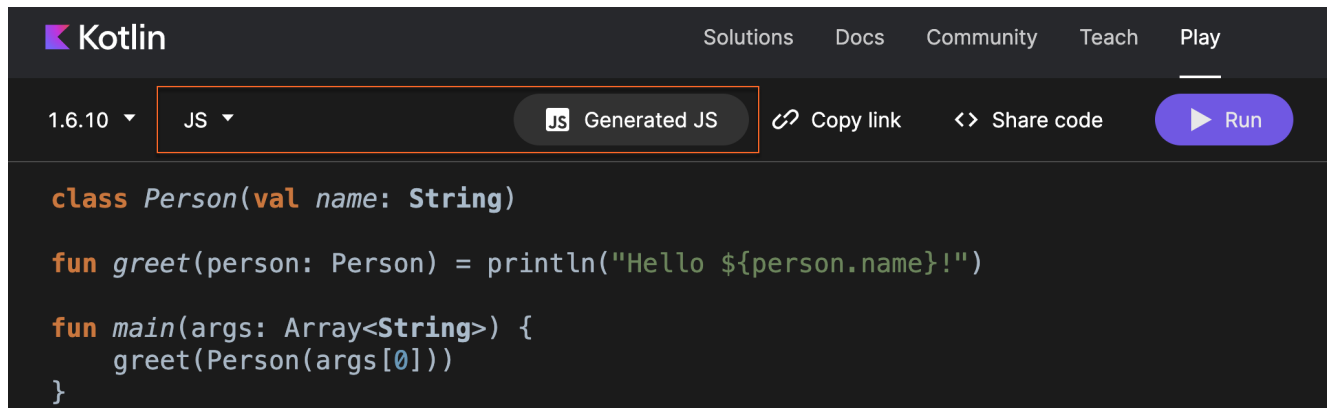 Kotlin Solutions Docs Community Teach Play
1.6.10 JS JS Generated JS Copy link <> Share code Run
class Person(val name: String)
fun greet(person: Person) = println("Hello ${person.name}!")
fun main(args: Array<String>) {
    greet(Person(args[0]))
}